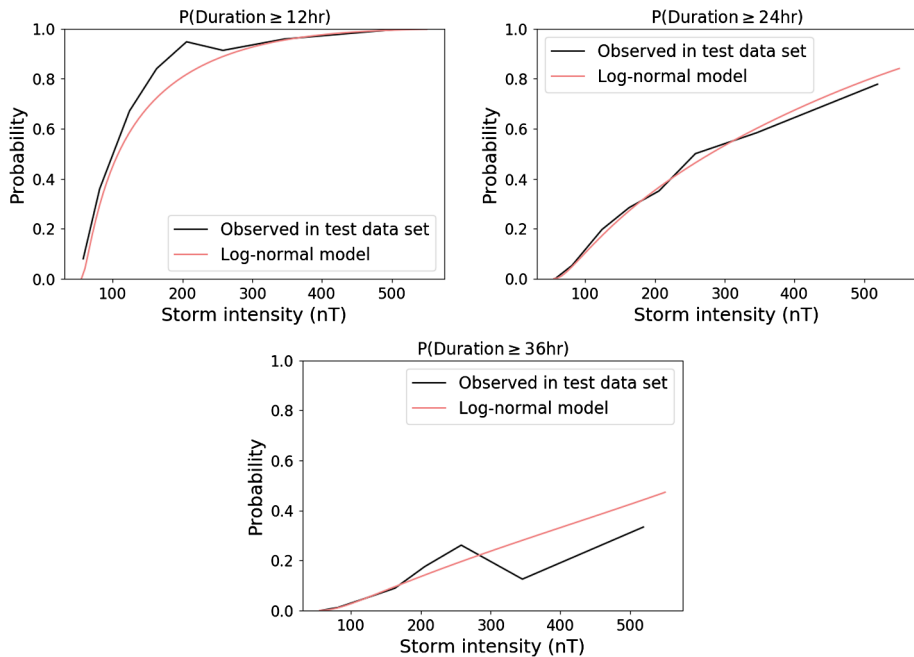 P(Duration ≥ 12hr)
1.0
0.8
0.6
0.4
0.2
0.0
Probability
Observed in test data set
Log-normal model
100 200 300 400 500
Storm intensity (nT)
P(Duration ≥ 24hr)
1.0
0.8
0.6
0.4
0.2
0.0
Probability
Observed in test data set
Log-normal model
100 200 300 400 500
Storm intensity (nT)
P(Duration ≥ 36hr)
1.0
0.8
0.6
0.4
0.2
0.0
Probability
Observed in test data set
Log-normal model
100 200 300 400 500
Storm intensity (nT)